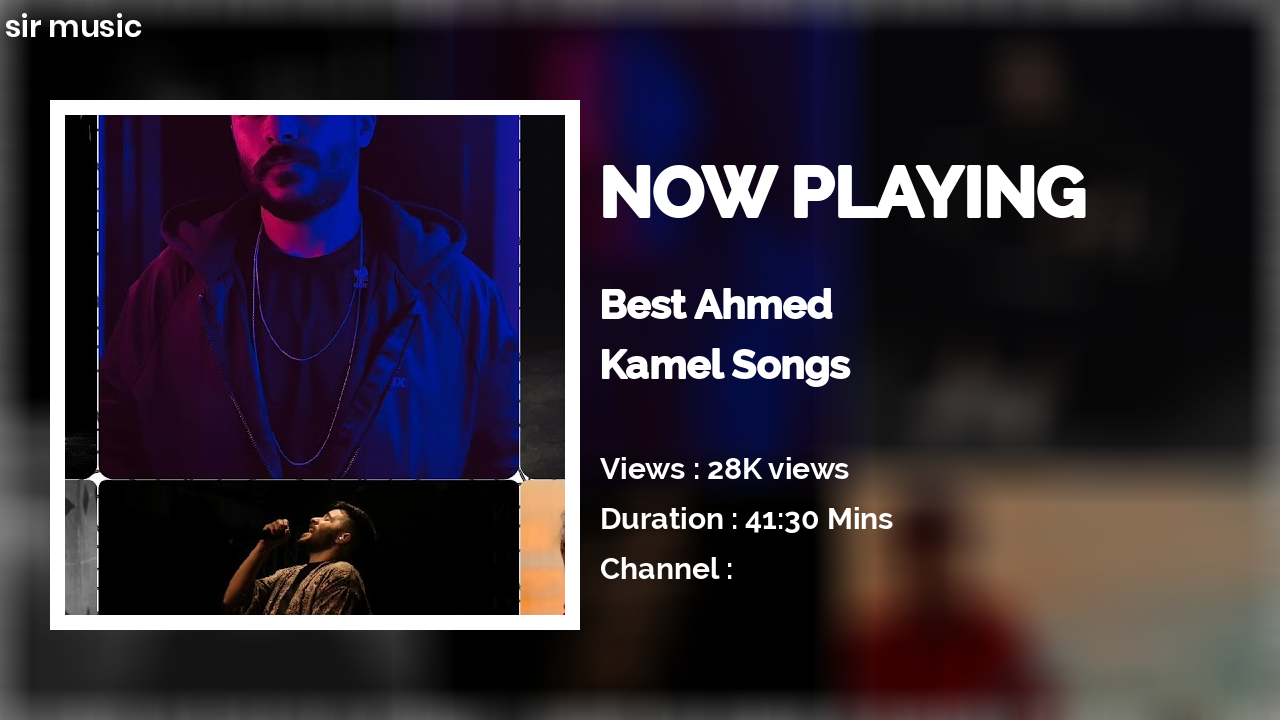 sir music
NOW PLAYING
Best Ahmed
Kamel Songs
Views : 28K views
Duration : 41:30 Mins
Channel :